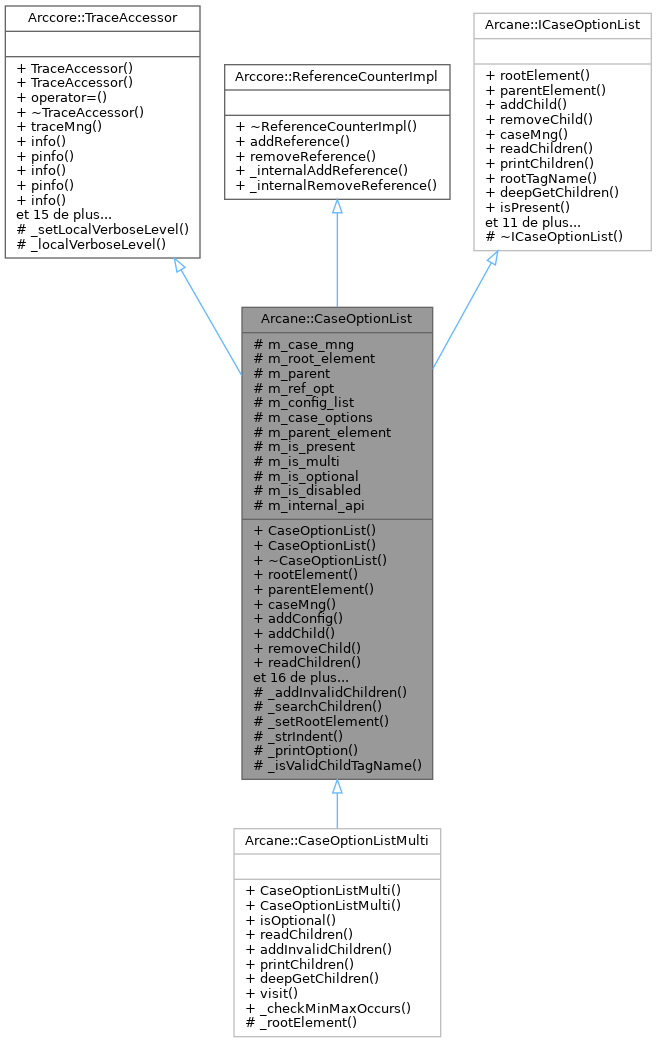 Arccore::TraceAccessor
+ TraceAccessor()
+ TraceAccessor()
+ operator=()
+ ~TraceAccessor()
+ traceMng()
+ info()
+ pinfo()
+ info()
+ pinfo()
+ info()
et 15 de plus...
# _setLocalVerboseLevel()
# _localVerboseLevel()
Arccore::ReferenceCounterImpl
+ ~ReferenceCounterImpl()
+ addReference()
+ removeReference()
+ _internalAddReference()
+ _internalRemoveReference()
Arcane::ICaseOptionList
+ rootElement()
+ parentElement()
+ addChild()
+ removeChild()
+ caseMng()
+ readChildren()
+ printChildren()
+ rootTagName()
+ deepGetChildren()
+ isPresent()
et 11 de plus...
# ~ICaseOptionList()
Arcane::CaseOptionList
# m_case_mng
# m_root_element
# m_parent
# m_ref_opt
# m_config_list
# m_case_options
# m_parent_element
# m_is_present
# m_is_multi
# m_is_optional
# m_is_disabled
# m_internal_api
+ CaseOptionList()
+ CaseOptionList()
+ ~CaseOptionList()
+ rootElement()
+ parentElement()
+ caseMng()
+ addConfig()
+ addChild()
+ removeChild()
+ readChildren()
et 16 de plus...
# _addInvalidChildren()
# _searchChildren()
# _setRootElement()
# _strIndent()
# _printOption()
# _isValidChildTagName()
Arcane::CaseOptionListMulti
+ CaseOptionListMulti()
+ CaseOptionListMulti()
+ isOptional()
+ readChildren()
+ addInvalidChildren()
+ printChildren()
+ deepGetChildren()
+ visit()
+ _checkMinMaxOccurs()
# _rootElement()